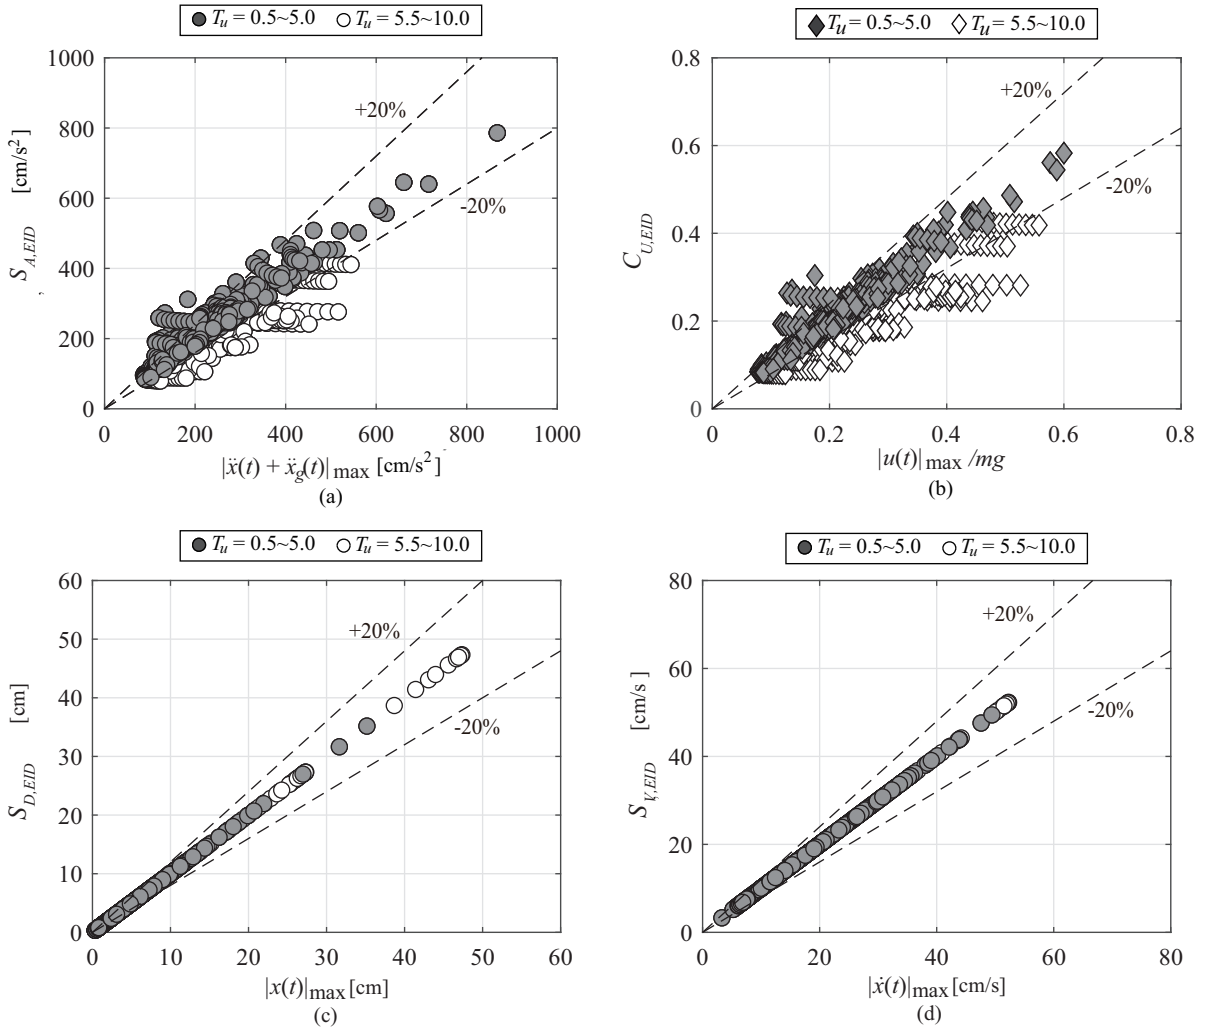 T_u = 0.5~5.0 T_u = 5.5~10.0
1000
800
600
400
200
0
S_{A,EID} [cm/s²]
,
+20%
-20%
0 200 400 600 800 1000
|ẍ(t) + ẍ_g(t)|max [cm/s²]
(a)
T_u = 0.5~5.0 T_u = 5.5~10.0
0.8
0.6
0.4
0.2
0
C_{U,EID}
+20%
-20%
0 0.2 0.4 0.6 0.8
|u(t)|max /mg
(b)
T_u = 0.5~5.0 T_u = 5.5~10.0
60
50
40
30
20
10
0
S_{D,EID} [cm]
+20%
-20%
0 10 20 30 40 50 60
|x(t)|max [cm]
(c)
T_u = 0.5~5.0 T_u = 5.5~10.0
80
60
40
20
0
S_{V,EID} [cm/s]
+20%
-20%
0 20 40 60 80
|ẋ(t)|max [cm/s]
(d)